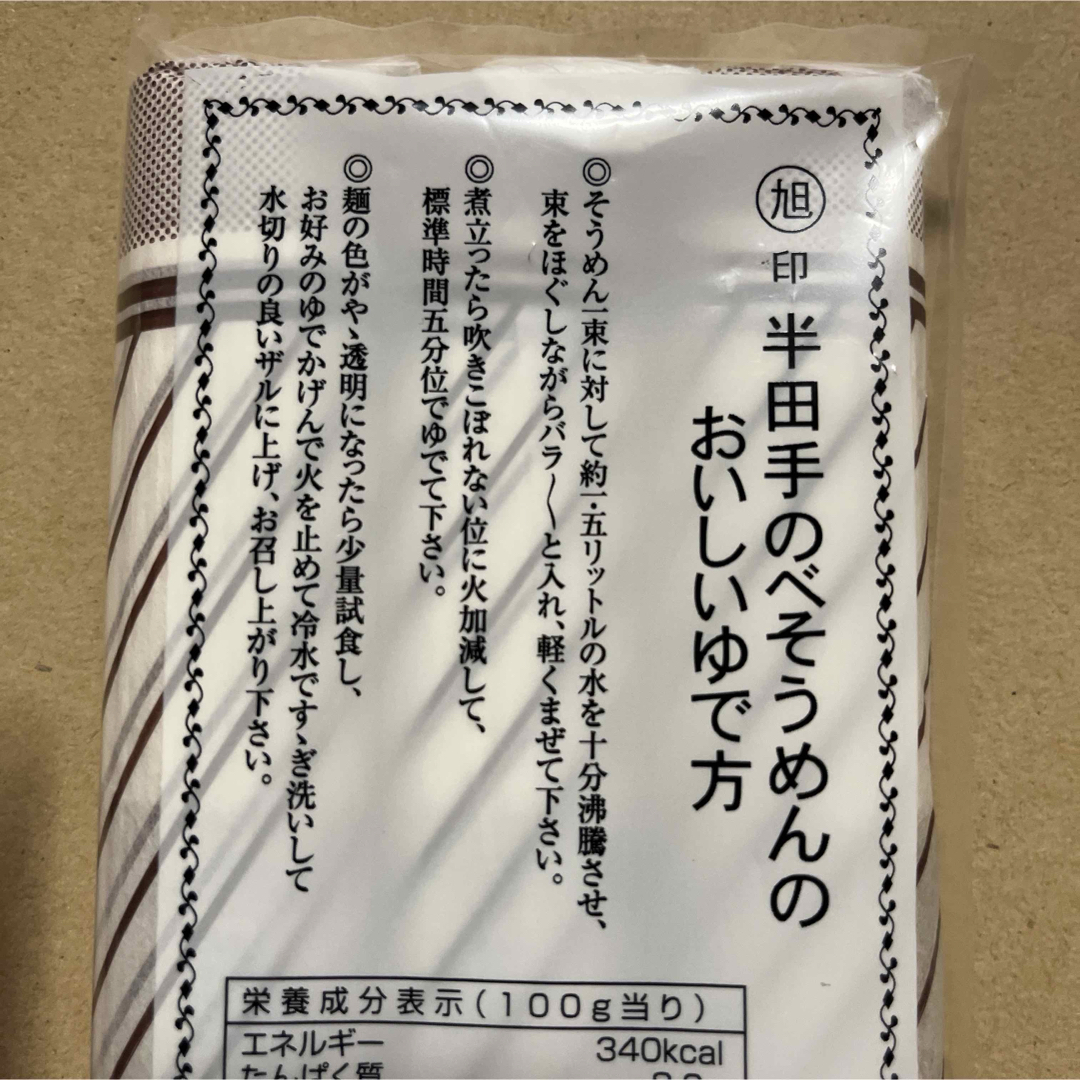 旭印 半田手のべそうめんの
おいしいゆで方
◎そうめん一束に対して約一・五リットルの水を十分沸騰させ、
束をほぐしながらバラ〳〵と入れ、軽くまぜて下さい。
◎煮立ったら吹きこぼれない位に火加減して、
標準時間五分位でゆでて下さい。
◎麺の色がやゝ透明になったら少量試食し、
お好みのゆでかげんで火を止めて冷水ですゝぎ洗いして
水切りの良いザルに上げ、お召し上がり下さい。
栄養成分表示(100g当り)
エネルギー 340kcal
たんぱく質